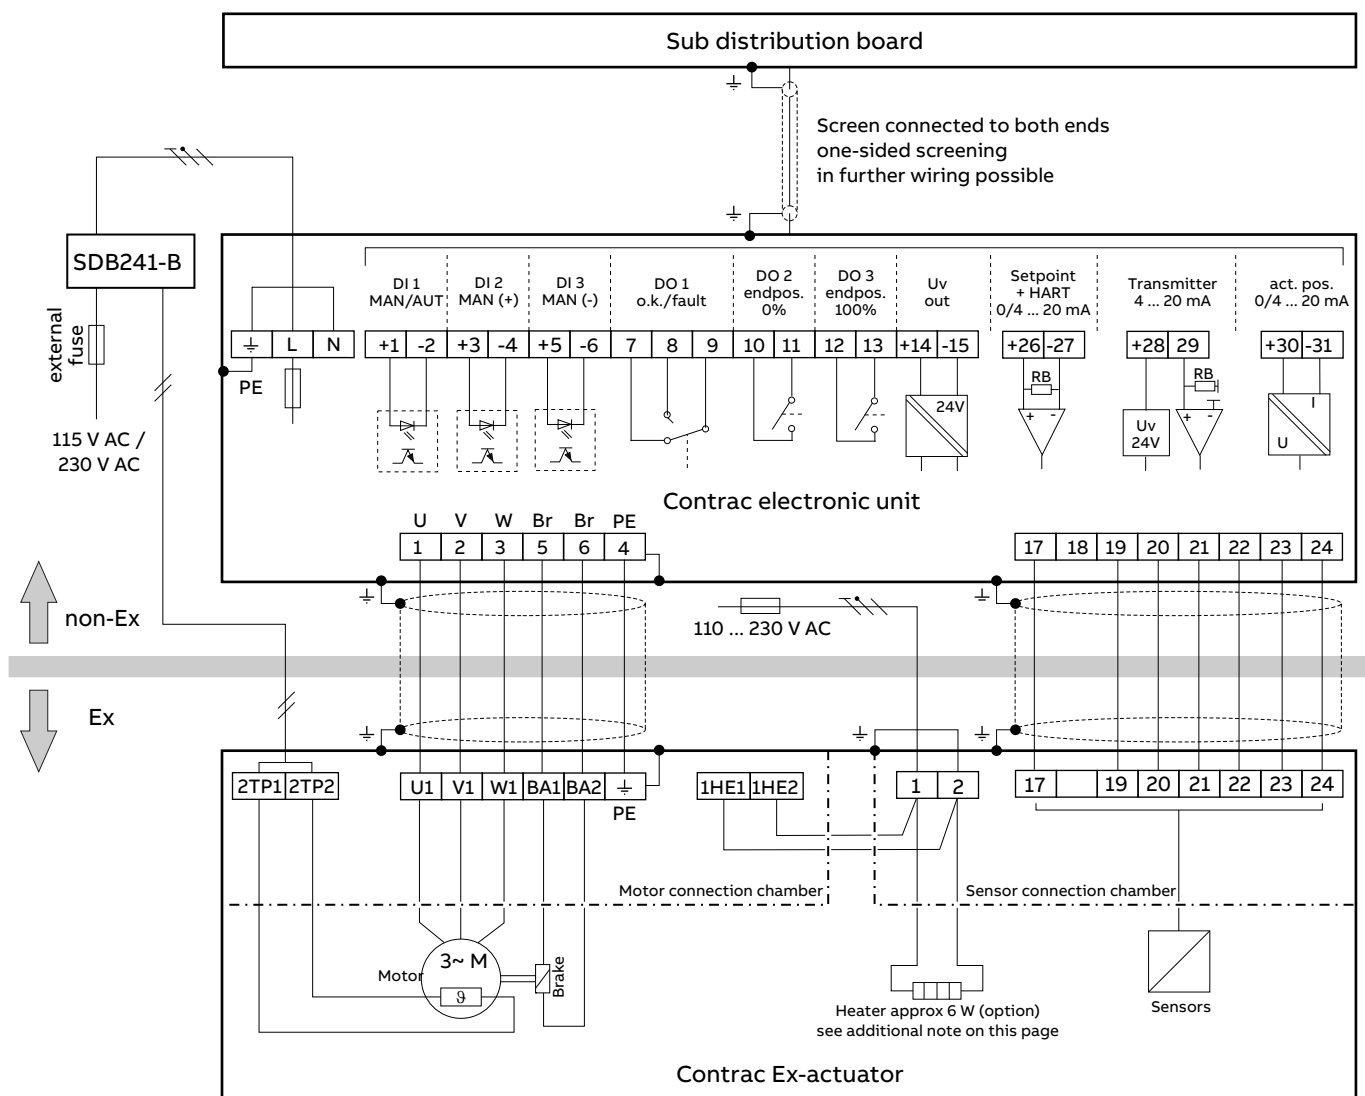 Sub distribution board
Screen connected to both ends
one-sided screening
in further wiring possible
SDB241-B
external
fuse
115 V AC /
230 V AC
DI 1
MAN/AUT
DI 2
MAN (+)
DI 3
MAN (-)
DO 1
o.k./fault
DO 2
endpos.
0%
DO 3
endpos.
100%
Uv
out
Setpoint
+ HART
0/4 ... 20 mA
Transmitter
4 ... 20 mA
act. pos.
0/4 ... 20 mA
L N
PE
+1 -2 +3 -4 +5 -6 7 8 9 10 11 12 13 +14 -15 +26 -27 +28 29 +30 -31
24V
RB
+ -
Uv
24V
RB
+ -
I
U
Contrac electronic unit
U V W Br Br PE
1 2 3 5 6 4
17 18 19 20 21 22 23 24
non-Ex
110 ... 230 V AC
Ex
2TP1 2TP2
U1 V1 W1 BA1 BA2
PE
1HE1 1HE2
1 2
17 19 20 21 22 23 24
Motor connection chamber
Sensor connection chamber
3~ M
Motor
ϑ
Brake
Heater approx 6 W (option)
see additional note on this page
Sensors
Contrac Ex-actuator